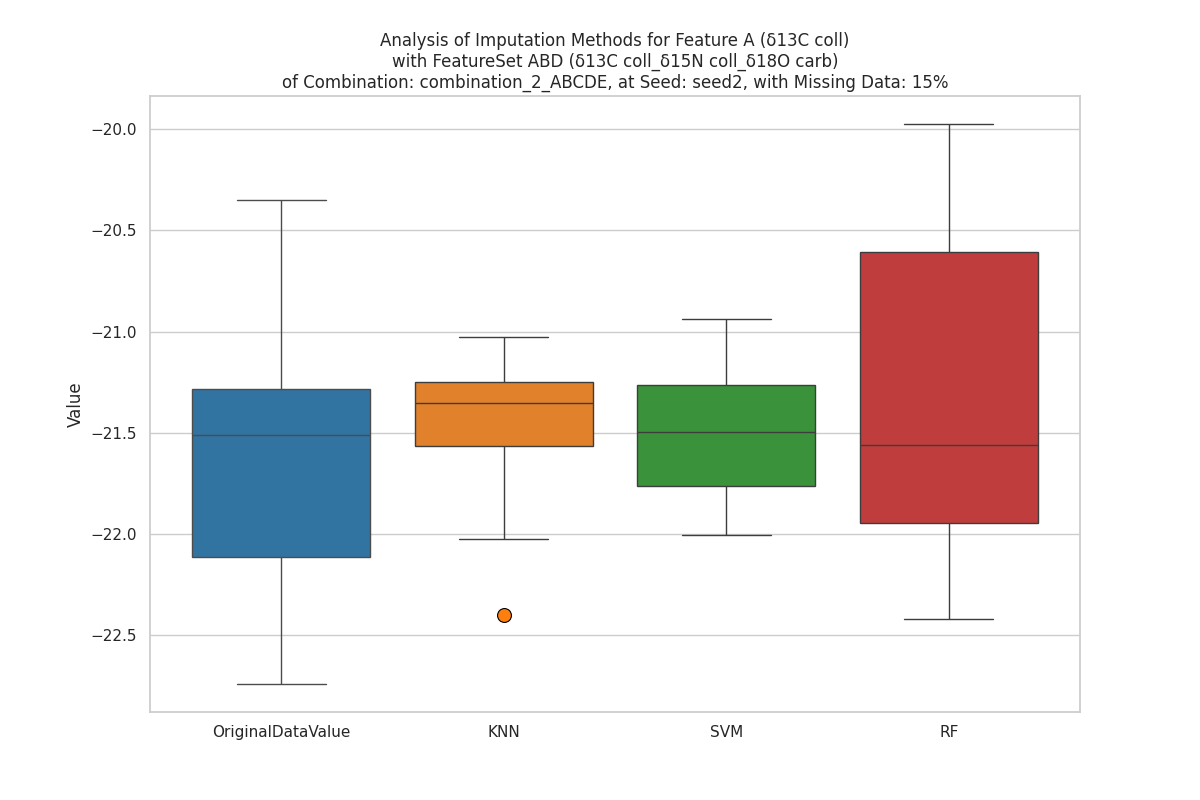 Analysis of Imputation Methods for Feature A (δ13C coll)
with FeatureSet ABD (δ13C coll_δ15N coll_δ18O carb)
of Combination: combination_2_ABCDE, at Seed: seed2, with Missing Data: 15%
−20.0
−20.5
−21.0
−21.5
−22.0
−22.5
Value
OriginalDataValue
KNN
SVM
RF